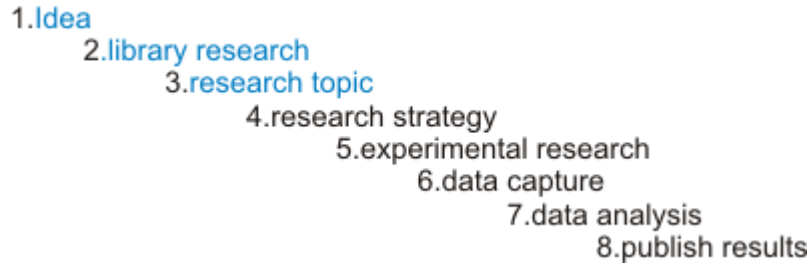 1.Idea
2.library research
3.research topic
4.research strategy
5.experimental research
6.data capture
7.data analysis
8.publish results